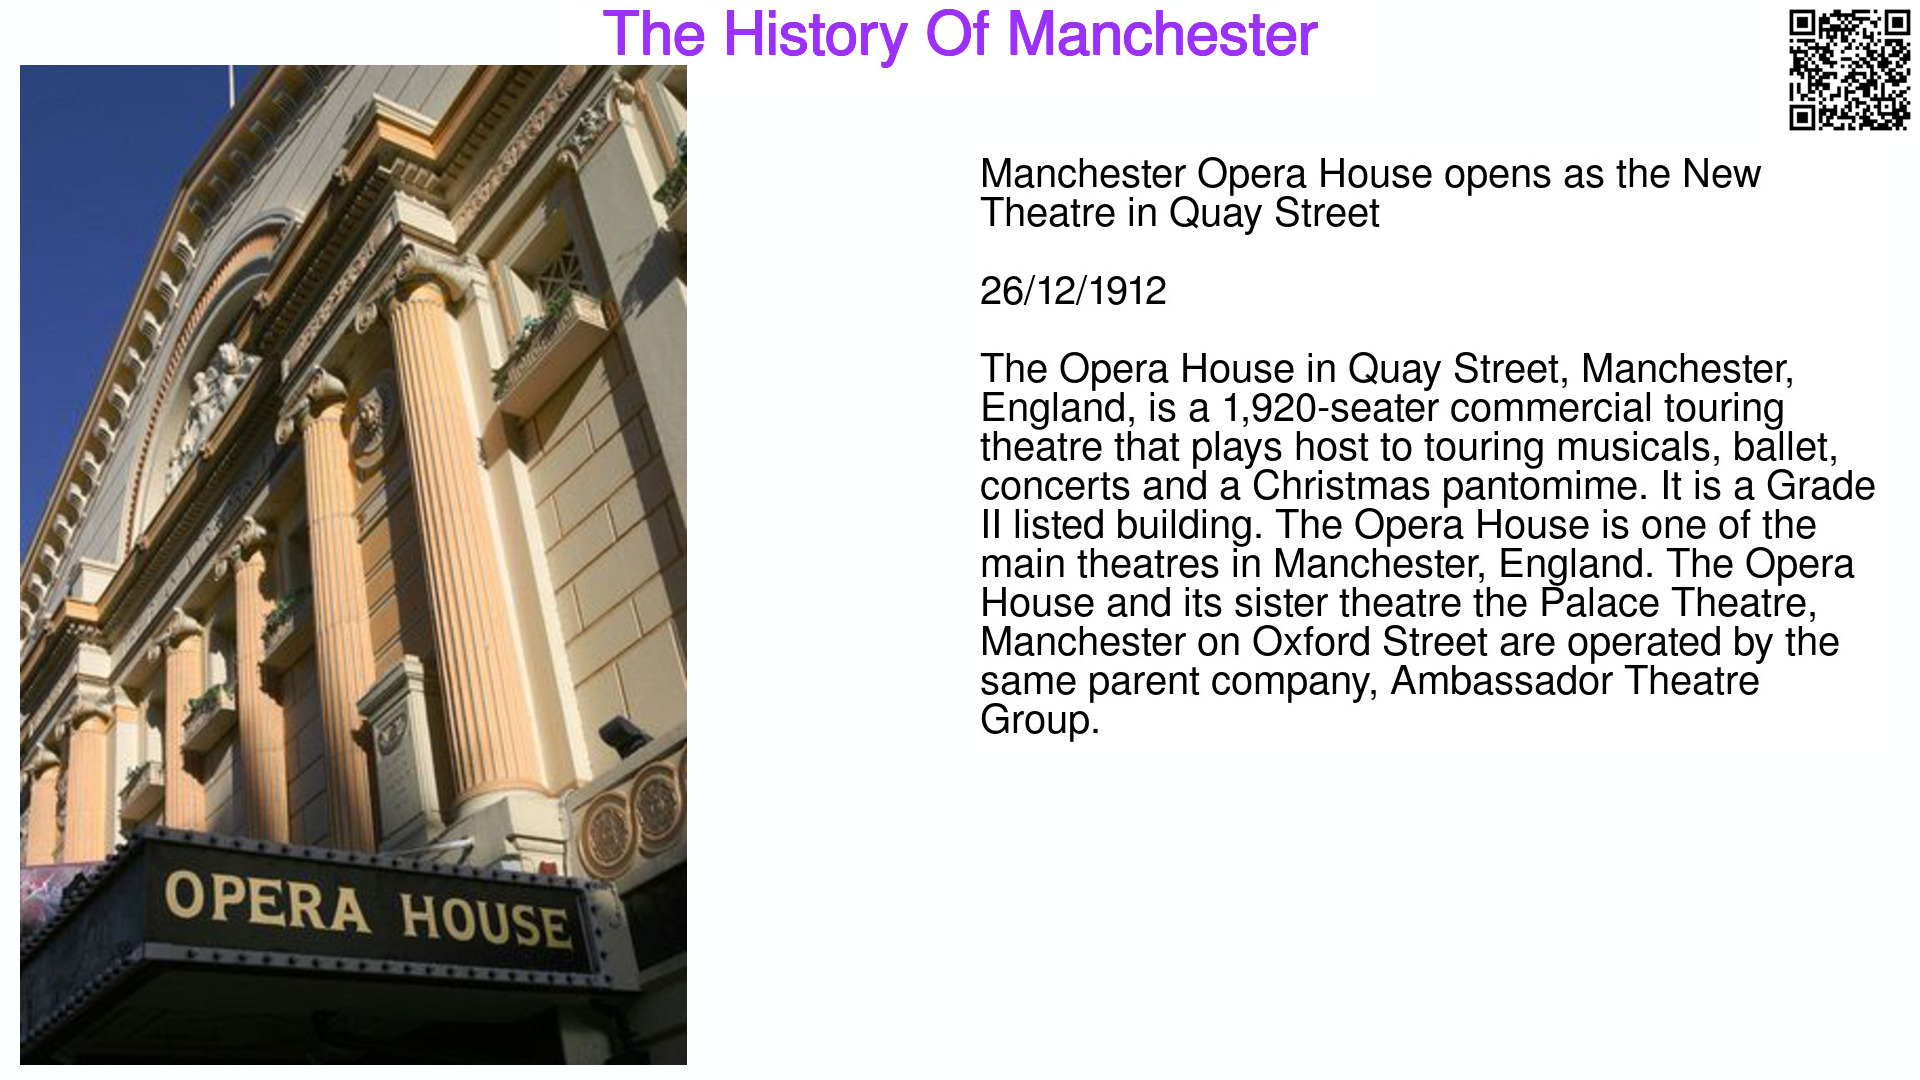 The History Of Manchester
Manchester Opera House opens as the New
Theatre in Quay Street
26/12/1912
The Opera House in Quay Street, Manchester,
England, is a 1,920-seater commercial touring
theatre that plays host to touring musicals, ballet,
concerts and a Christmas pantomime. It is a Grade
II listed building. The Opera House is one of the
main theatres in Manchester, England. The Opera
House and its sister theatre the Palace Theatre,
Manchester on Oxford Street are operated by the
same parent company, Ambassador Theatre
Group.
OPERA HOUSE